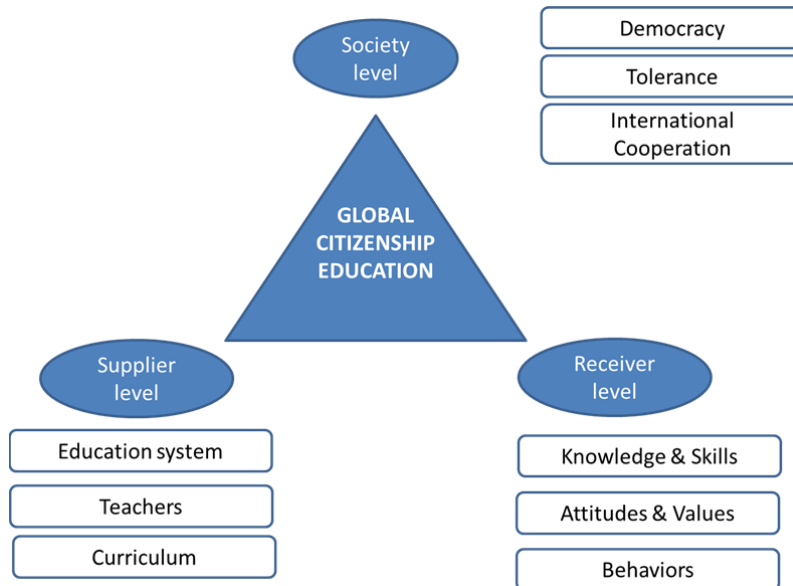 Society
level
Democracy
Tolerance
International
Cooperation
GLOBAL
CITIZENSHIP
EDUCATION
Supplier
level
Education system
Teachers
Curriculum
Receiver
level
Knowledge & Skills
Attitudes & Values
Behaviors